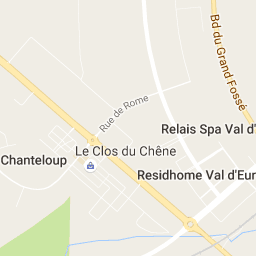 Bd du Grand Fossé
Rue de Rome
Relais Spa Val d'
Le Clos du Chêne
Chanteloup
Residhome Val d'Eur